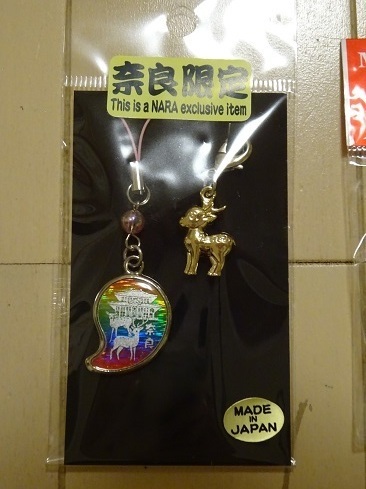 奈良限定
This is a NARA exclusive item
奈良
MADE
IN
JAPAN
M